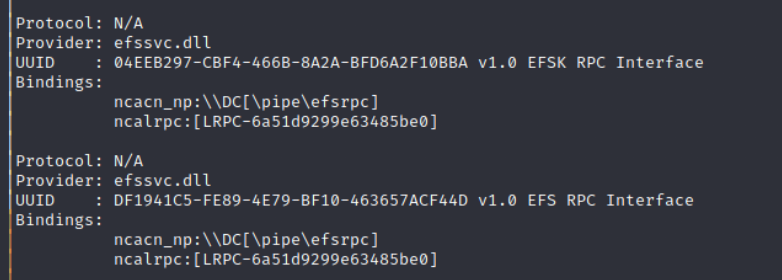 Protocol: N/A
Provider: efssvc.dll
UUID    : 04EEB297-CBF4-466B-8A2A-BFD6A2F10BBA v1.0 EFSK RPC Interface
Bindings:
          ncacn_np:\\DC[\pipe\efsrpc]
          ncalrpc:[LRPC-6a51d9299e63485be0]
Protocol: N/A
Provider: efssvc.dll
UUID    : DF1941C5-FE89-4E79-BF10-463657ACF44D v1.0 EFS RPC Interface
Bindings:
          ncacn_np:\\DC[\pipe\efsrpc]
          ncalrpc:[LRPC-6a51d9299e63485be0]